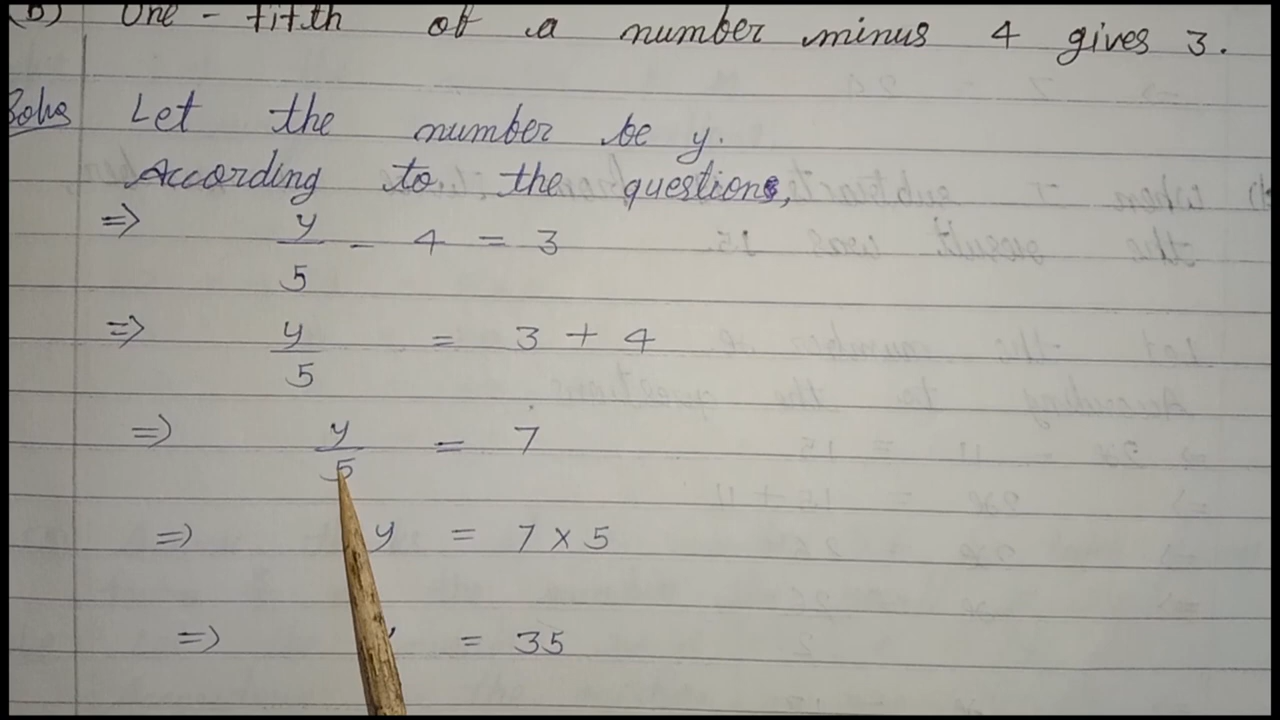 (b) One - fifth of a number minus 4 gives 3.
Solns Let the number be y.
According to the questions,
=> y/5 - 4 = 3
=> y/5 = 3 + 4
=> y/5 = 7
=> y = 7 × 5
=> = 35